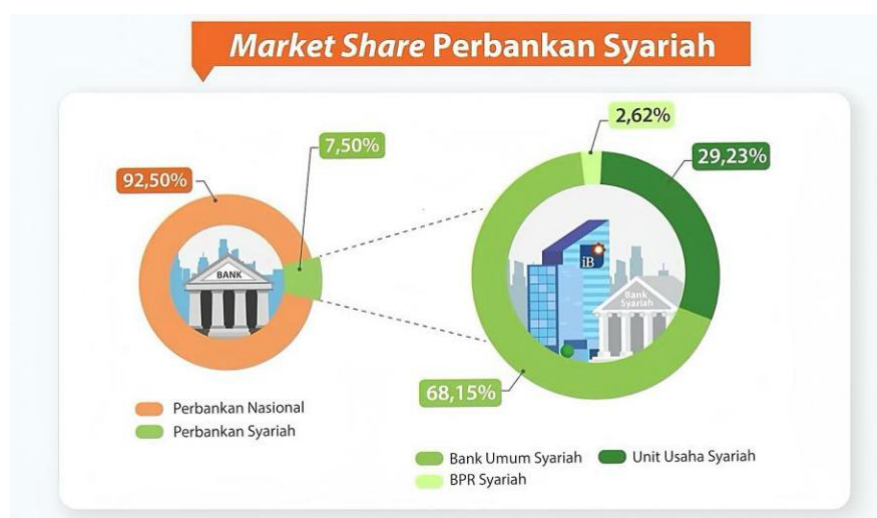 Market Share Perbankan Syariah
92,50%
7,50%
BANK
2,62%
29,23%
iB
Bank
Syariah
68,15%
Perbankan Nasional
Perbankan Syariah
Bank Umum Syariah
Unit Usaha Syariah
BPR Syariah